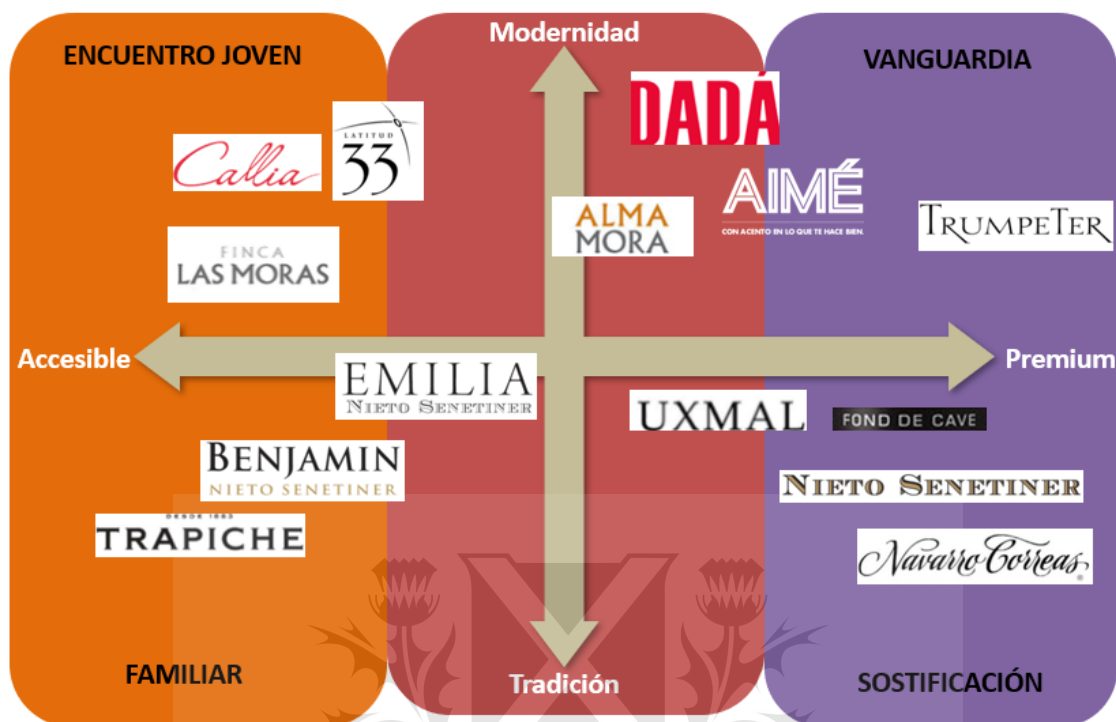 Modernidad
ENCUENTRO JOVEN
VANGUARDIA
DADÁ
LATITUD
33
Callia
AIMÉ
CON ACENTO EN LO QUE TE HACE BIEN.
ALMA
MORA
TRUMPETER
FINCA
LAS MORAS
Accesible
Premium
EMILIA
NIETO SENETINER
UXMAL
FOND DE CAVE
BENJAMIN
NIETO SENETINER
NIETO SENETINER
DESDE 1883
TRAPICHE
Navarro Correas
FAMILIAR
Tradición
SOSTIFICACIÓN